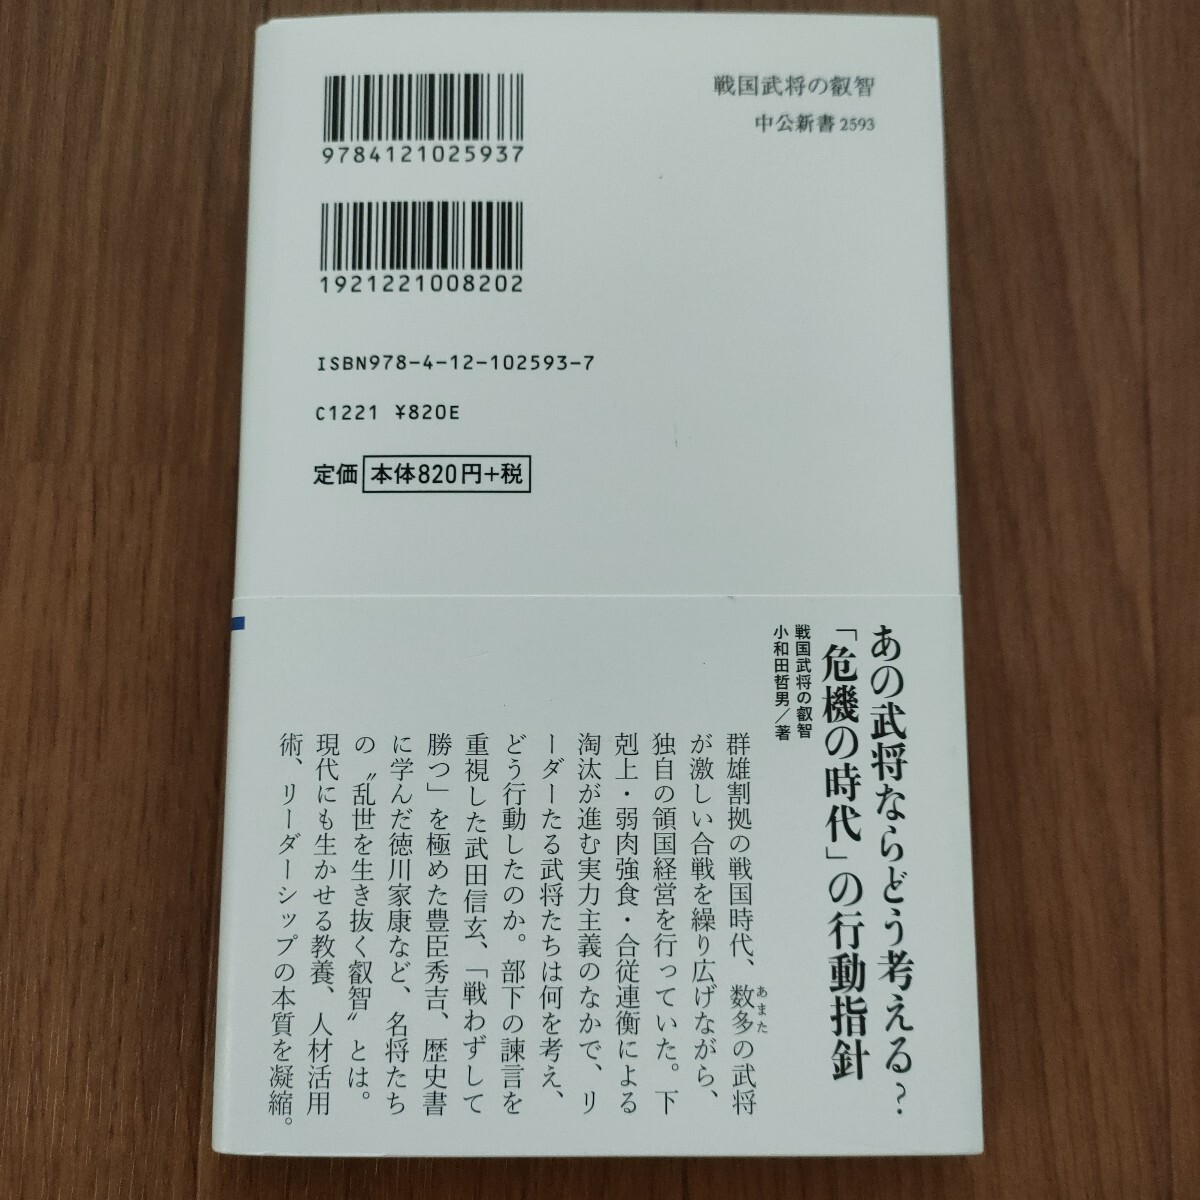 戦国武将の叡智
中公新書 2593
9784121025937
1921221008202
ISBN978-4-12-102593-7
C1221 ¥820E
定価 本体820円+税
あの武将ならどう考える?
「危機の時代」の行動指針
戦国武将の叡智
小和田哲男/著
群雄割拠の戦国時代、数多の武将
あまた
が激しい合戦を繰り広げながら、
独自の領国経営を行っていた。下
剋上・弱肉強食・合従連衡による
淘汰が進む実力主義のなかで、リ
ーダーたる武将たちは何を考え、
どう行動したのか。部下の諫言を
重視した武田信玄、「戦わずして
勝つ」を極めた豊臣秀吉、歴史書
に学んだ徳川家康など、名将たち
の〝乱世を生き抜く叡智〟とは。
現代にも生かせる教養、人材活用
術、リーダーシップの本質を凝縮。